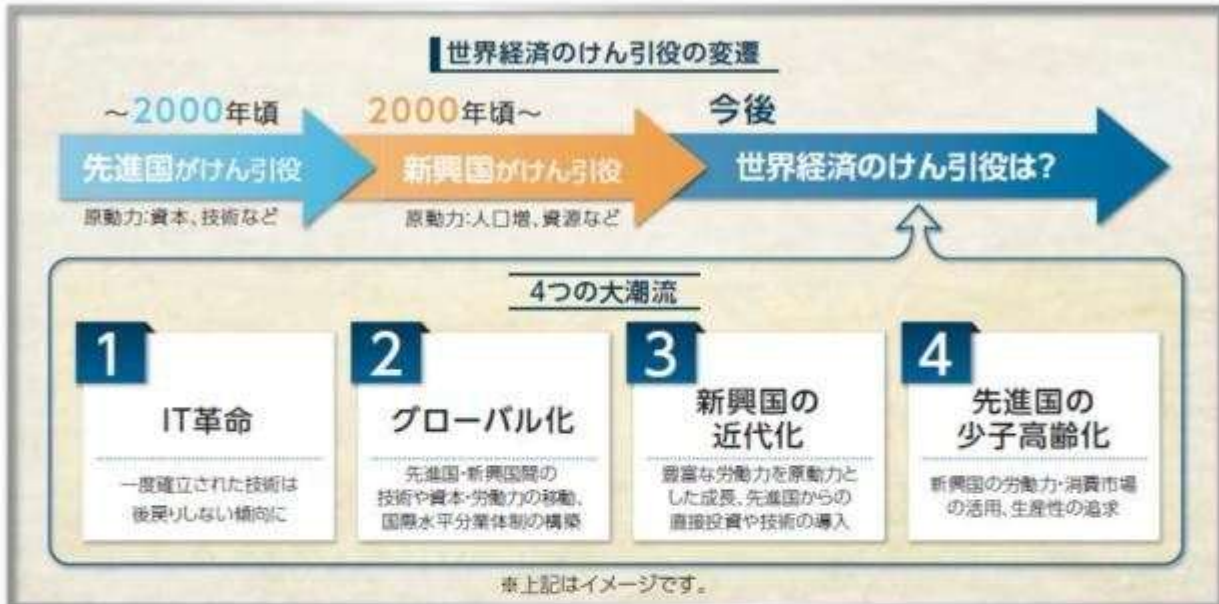 世界経済のけん引役の変遷
～2000年頃
2000年頃～
今後
先進国がけん引役
新興国がけん引役
世界経済のけん引役は？
原動力：資本、技術など
原動力：人口増、資源など
4つの大潮流
1
IT革命
一度確立された技術は
後戻りしない傾向に
2
グローバル化
先進国・新興国間の
技術や資本・労働力の移動、
国際水平分業体制の構築
3
新興国の
近代化
豊富な労働力を原動力と
した成長、先進国からの
直接投資や技術の導入
4
先進国の
少子高齢化
新興国の労働力・消費市場
の活用、生産性の追求
※上記はイメージです。